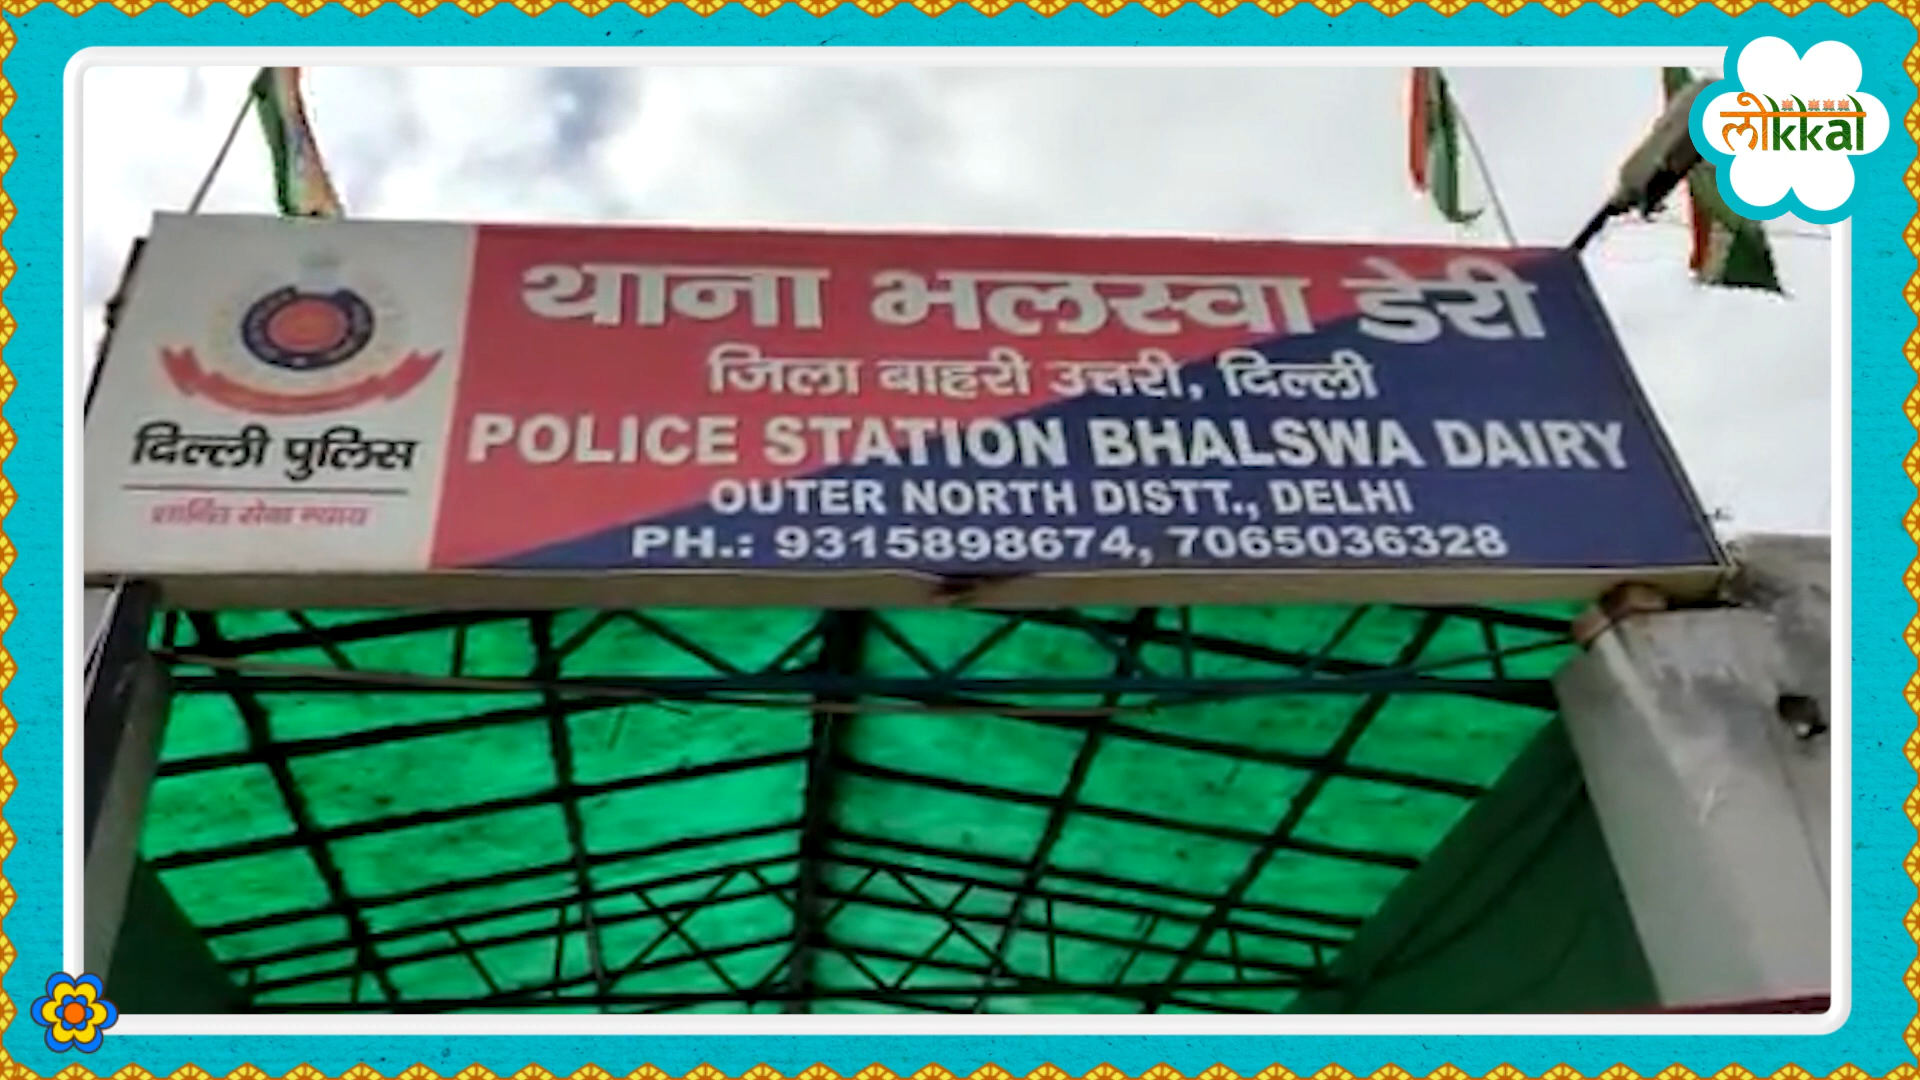 लोkkal
थाना भलस्वा डेरी
जिला बाहरी उत्तरी, दिल्ली
POLICE STATION BHALSWA DAIRY
OUTER NORTH DISTT., DELHI
PH.: 9315898674, 7065036328
दिल्ली पुलिस
शान्ति सेवा न्याय